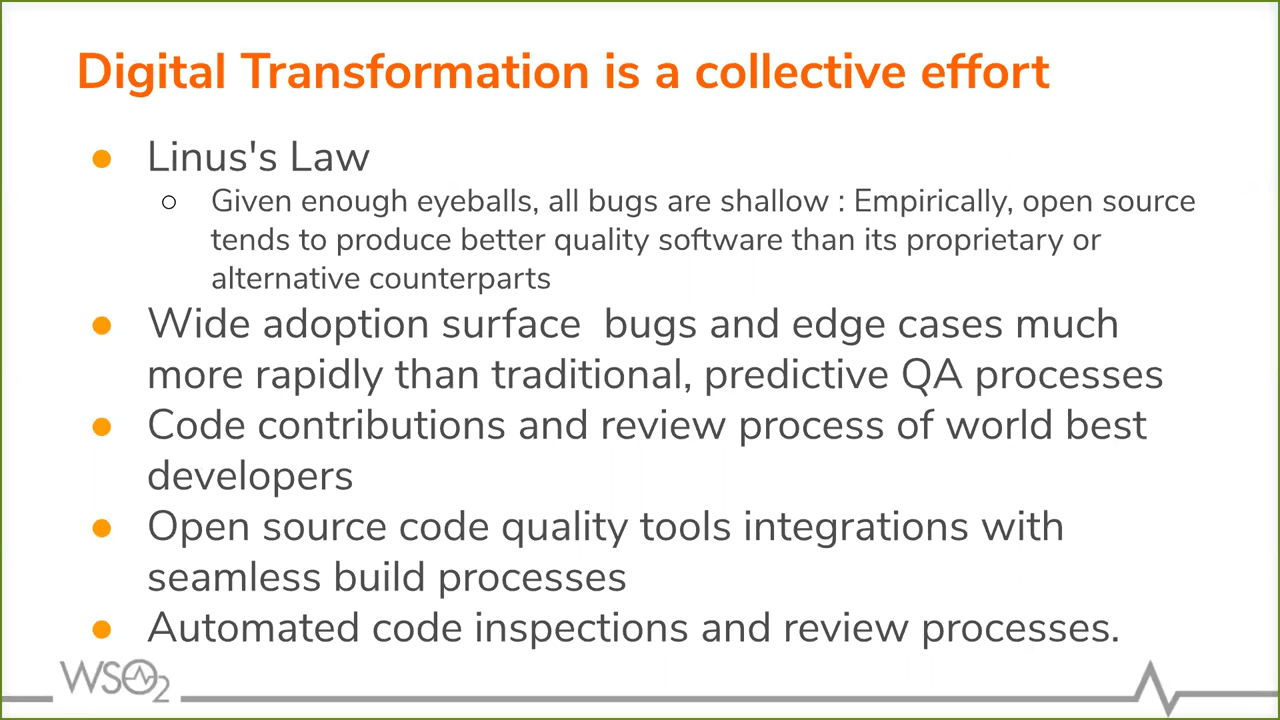 Digital Transformation is a collective effort
● Linus's Law
○ Given enough eyeballs, all bugs are shallow : Empirically, open source
tends to produce better quality software than its proprietary or
alternative counterparts
● Wide adoption surface  bugs and edge cases much
more rapidly than traditional, predictive QA processes
● Code contributions and review process of world best
developers
● Open source code quality tools integrations with
seamless build processes
● Automated code inspections and review processes.
WSO2